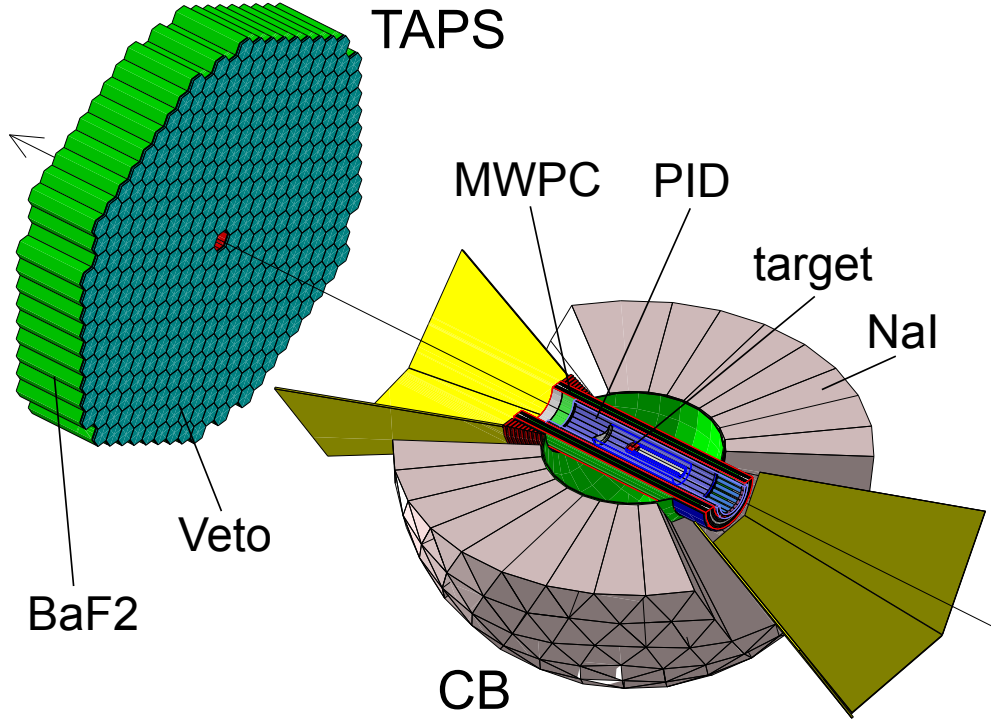 TAPS
MWPC
PID
target
NaI
Veto
BaF2
CB